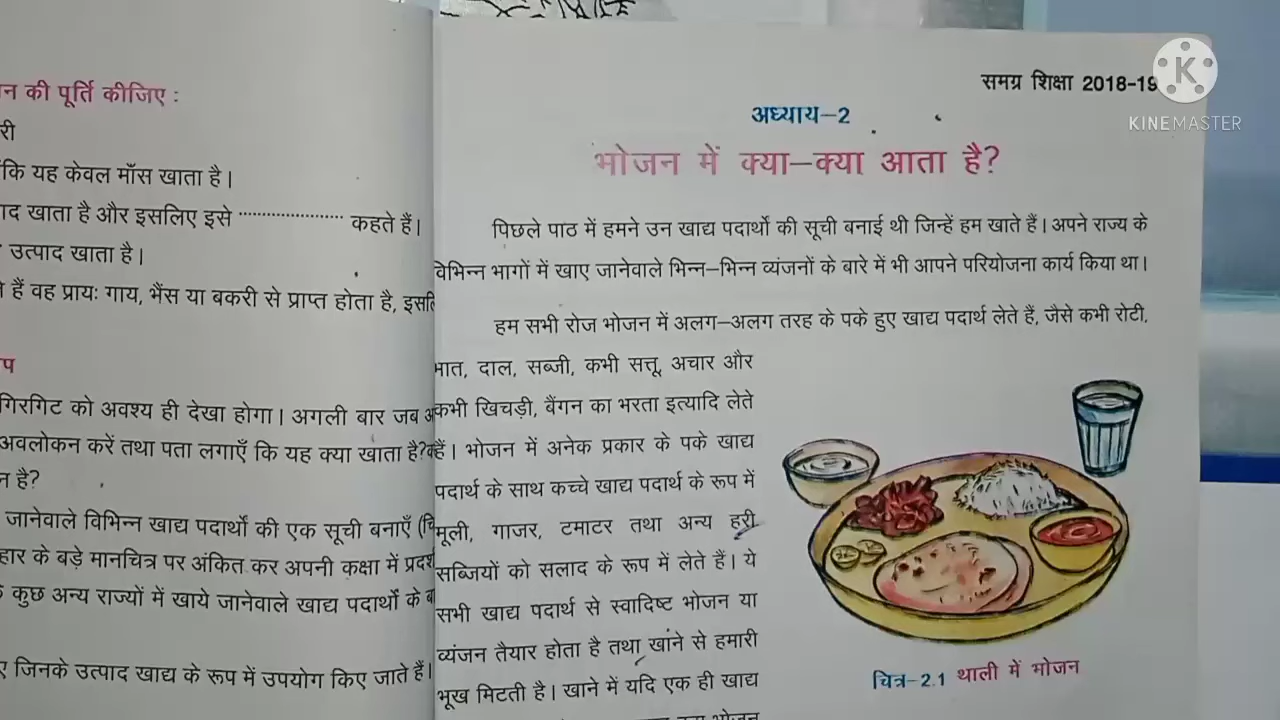 न की पूर्ति कीजिए :
री
कि यह केवल माँस खाता है।
खाता है और इसलिए इसे ..................... कहते हैं।
उत्पाद खाता है।
हैं वह प्रायः गाय, भैंस या बकरी से प्राप्त होता है,
प
गिरगिट को अवश्य ही देखा होगा। अगली बार जब
अवलोकन करें तथा पता लगाएँ कि यह क्या खाता है?
न है?
जानेवाले विभिन्न खाद्य पदार्थों की एक सूची बनाएँ
के बड़े मानचित्र पर अंकित कर अपनी कक्षा में
कुछ अन्य राज्यों में खाये जानेवाले खाद्य पदार्थों के
जिनके उत्पाद खाद्य के रूप में उपयोग किए जाते हैं।
समग्र शिक्षा 2018-19
KINEMASTER
अध्याय–2
भोजन में क्या–क्या आता है?
पिछले पाठ में हमने उन खाद्य पदार्थों की सूची बनाई थी जिन्हें हम खाते हैं। अपने राज्य के
विभिन्न भागों में खाए जानेवाले भिन्न–भिन्न व्यंजनों के बारे में भी आपने परियोजना कार्य किया था।
हम सभी रोज भोजन में अलग–अलग तरह के पके हुए खाद्य पदार्थ लेते हैं, जैसे कभी रोटी,
भात, दाल, सब्जी, कभी सत्तू, अचार और
कभी खिचड़ी, बैंगन का भरता इत्यादि लेते
हैं। भोजन में अनेक प्रकार के पके खाद्य
पदार्थ के साथ कच्चे खाद्य पदार्थ के रूप में
मूली, गाजर, टमाटर तथा अन्य हरी
सब्जियों को सलाद के रूप में लेते हैं। ये
सभी खाद्य पदार्थ से स्वादिष्ट भोजन या
व्यंजन तैयार होता है तथा खाने से हमारी
भूख मिटती है। खाने में यदि एक ही खाद्य
चित्र–2.1 थाली में भोजन